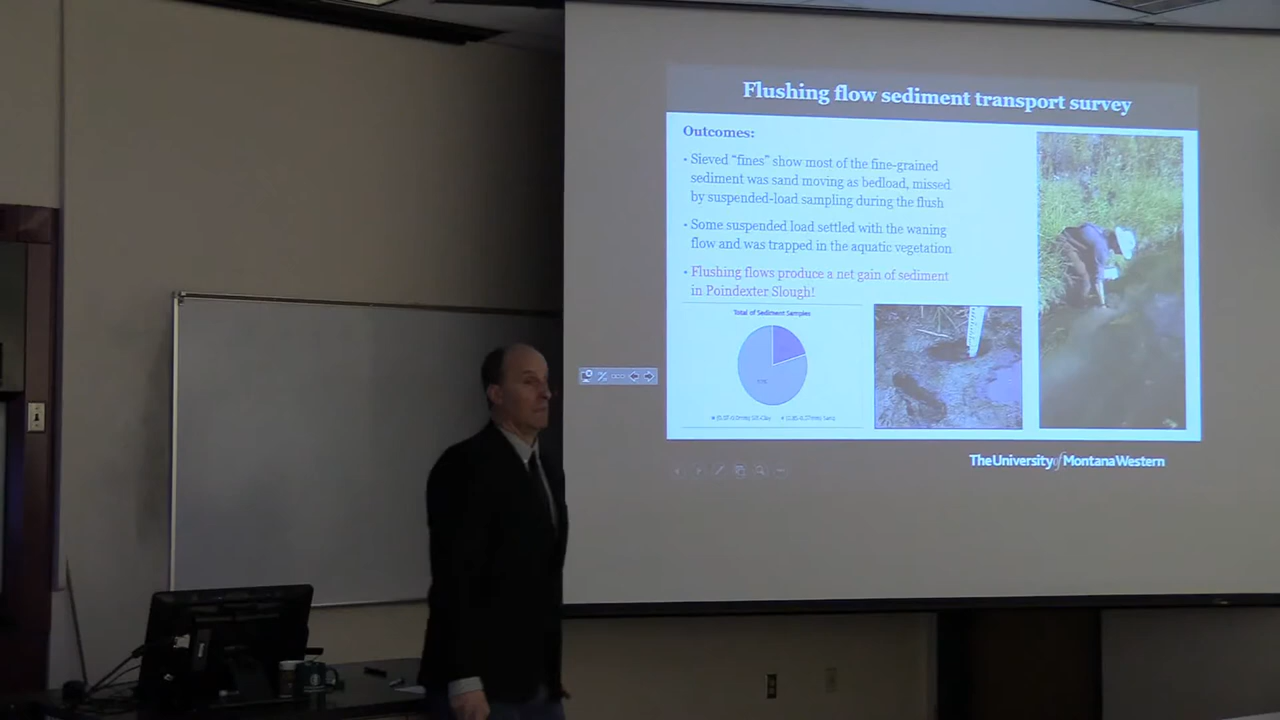 Flushing flow sediment transport survey
Outcomes:
• Sieved "fines" show most of the fine-grained
sediment was sand moving as bedload, missed
by suspended-load sampling during the flush
• Some suspended load settled with the waning
flow and was trapped in the aquatic vegetation
• Flushing flows produce a net gain of sediment
in Poindexter Slough!
Total of Sediment Samples
The University of Montana Western